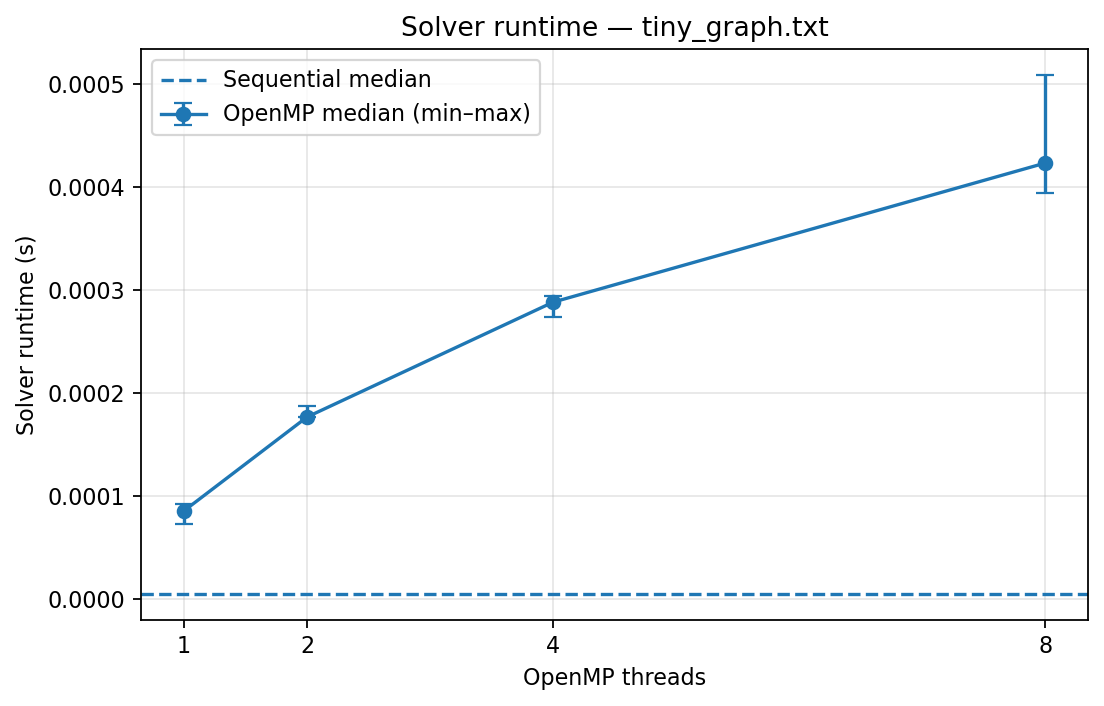 Solver runtime — tiny_graph.txt
Sequential median
OpenMP median (min–max)
Solver runtime (s)
0.0005
0.0004
0.0003
0.0002
0.0001
0.0000
1 2 4 8
OpenMP threads